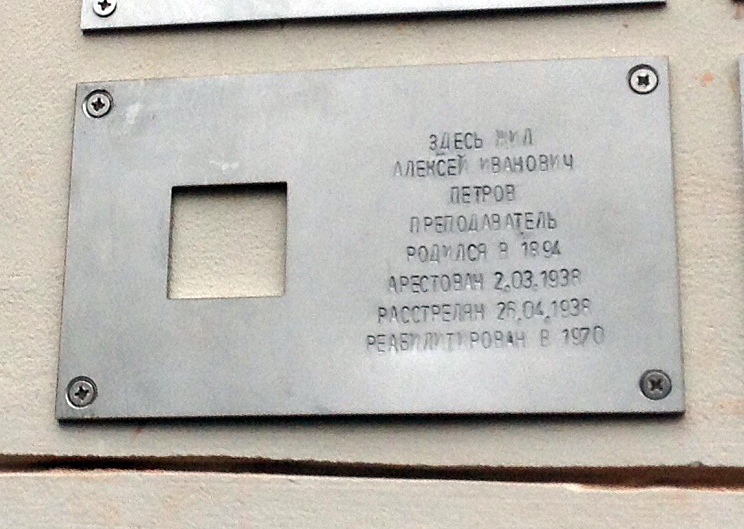 ЗДЕСЬ ЖИЛ
АЛЕКСЕЙ ИВАНОВИЧ
ПЕТРОВ
ПРЕПОДАВАТЕЛЬ
РОДИЛСЯ В 1894
АРЕСТОВАН 2.03.1938
РАССТРЕЛЯН 26.04.1938
РЕАБИЛИТИРОВАН В 1970